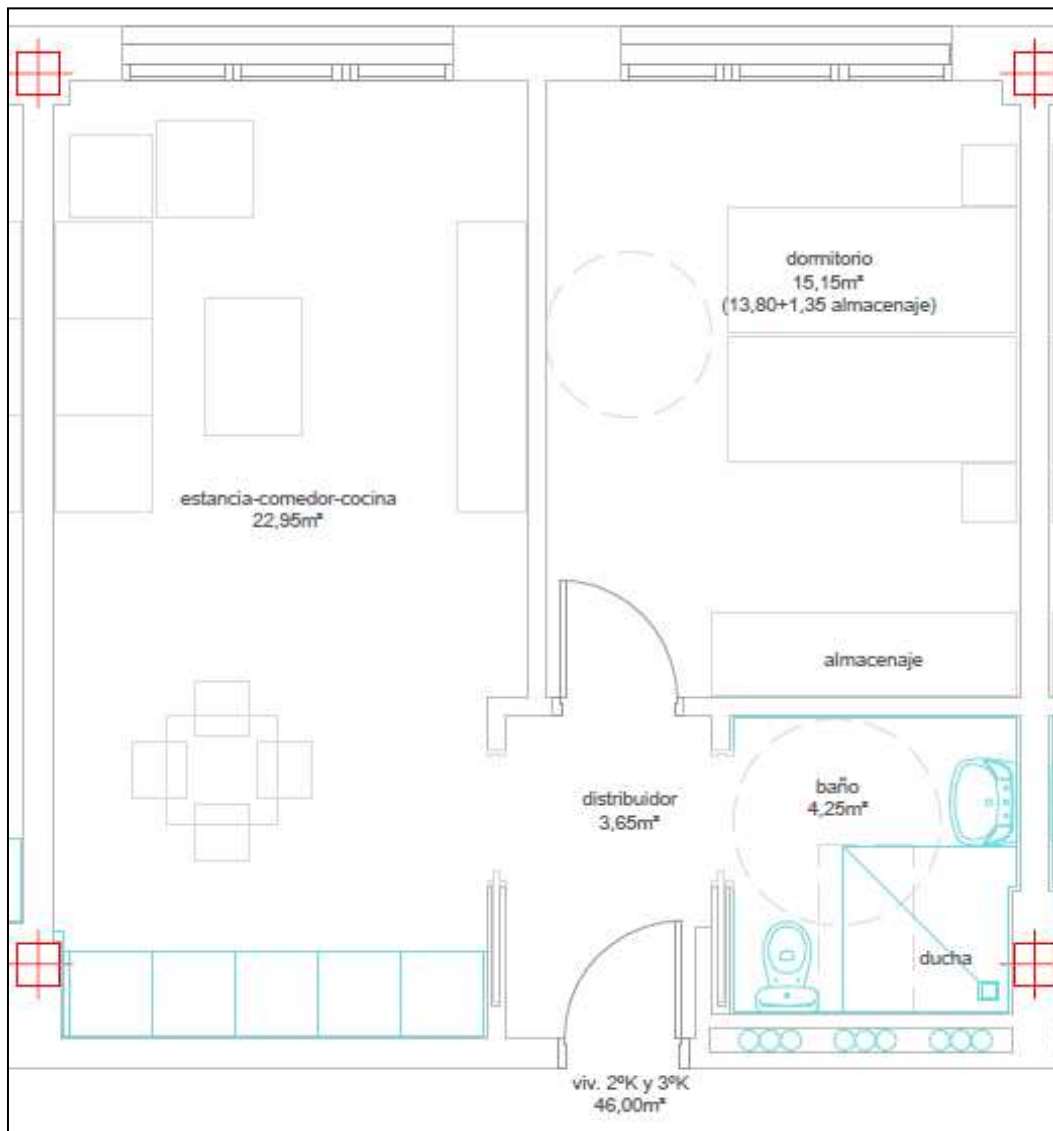 dormitorio
15,15m²
(13,80+1,35 almacenaje)
estancia-comedor-cocina
22,95m²
almacenaje
distribuidor
3,65m²
baño
4,25m²
ducha
viv. 2ºK y 3ºK
46,00m²